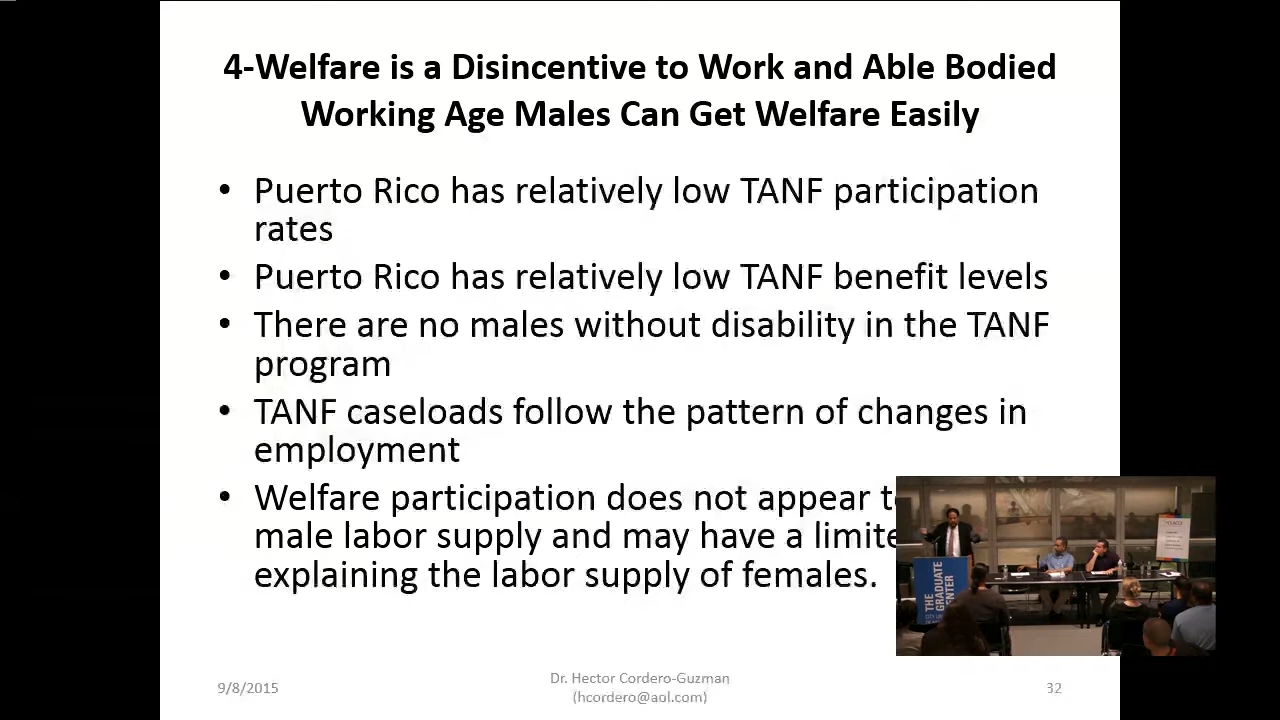 4-Welfare is a Disincentive to Work and Able Bodied
Working Age Males Can Get Welfare Easily
• Puerto Rico has relatively low TANF participation
rates
• Puerto Rico has relatively low TANF benefit levels
• There are no males without disability in the TANF
program
• TANF caseloads follow the pattern of changes in
employment
• Welfare participation does not appear
male labor supply and may have a
explaining the labor supply of females.
THE
GRADUATE
9/8/2015
Dr. Hector Cordero-Guzman
(hcordero@aol.com)
32